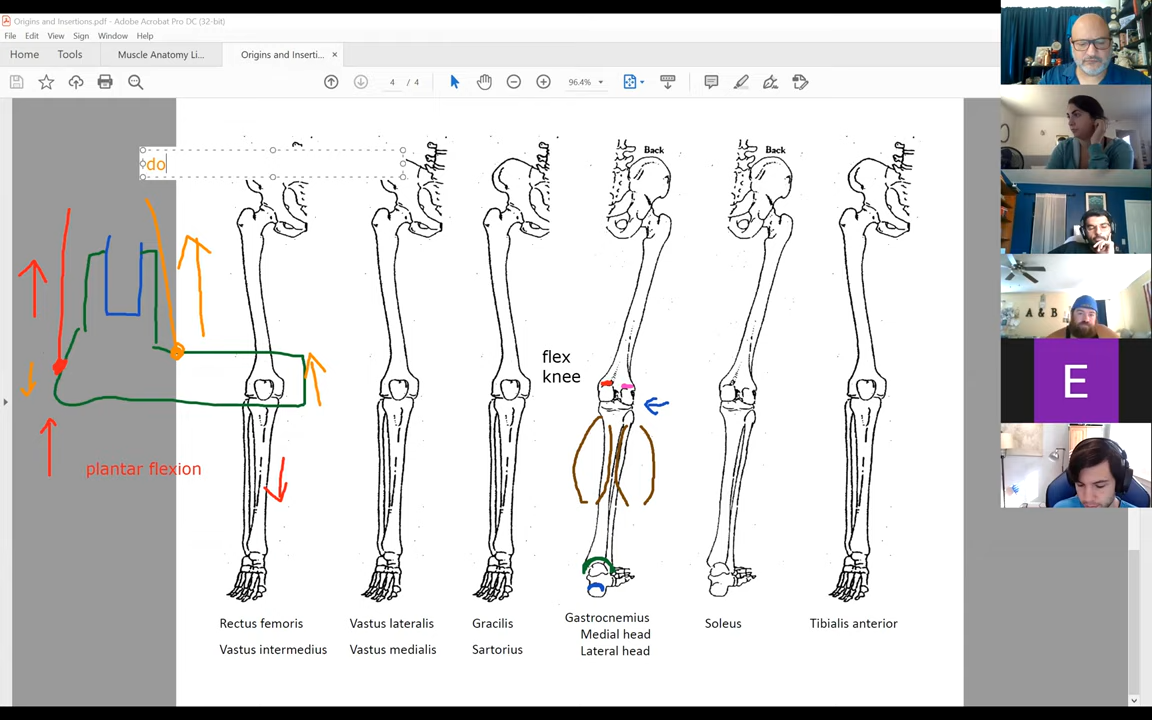 Origins and Insertions.pdf - Adobe Acrobat Pro DC (32-bit)
File Edit View Sign Window Help
Home Tools Muscle Anatomy Li... Origins and Inserti... ×
4 / 4 96.4%
do
Back Back
flex
knee
plantar flexion
A & B
E
Rectus femoris
Vastus intermedius
Vastus lateralis
Vastus medialis
Gracilis
Sartorius
Gastrocnemius
Medial head
Lateral head
Soleus
Tibialis anterior